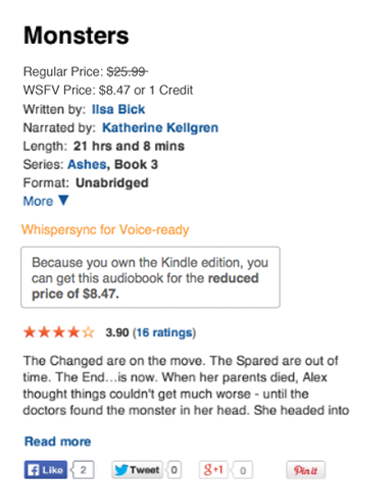 Monsters
Regular Price: $25.99
WSFV Price: $8.47 or 1 Credit
Written by: Ilsa Bick
Narrated by: Katherine Kellgren
Length: 21 hrs and 8 mins
Series: Ashes, Book 3
Format: Unabridged
More ▼
Whispersync for Voice-ready
Because you own the Kindle edition, you
can get this audiobook for the reduced
price of $8.47.
3.90 (16 ratings)
The Changed are on the move. The Spared are out of
time. The End...is now. When her parents died, Alex
thought things couldn't get much worse - until the
doctors found the monster in her head. She headed into
Read more
f Like 2 Tweet 0 g+1 0 Pin it